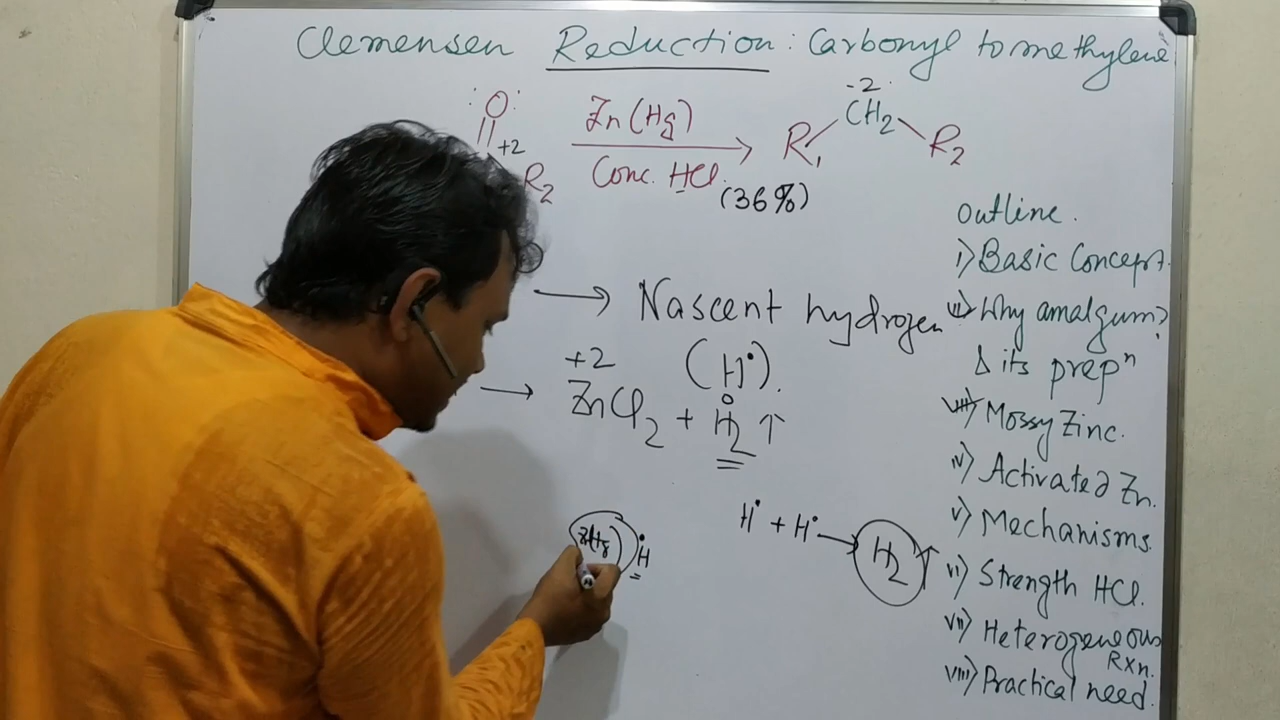 Clemensen Reduction: Carbonyl to methylene
:O:
||
+2
R2
Zn(Hg)
Conc. HCl.
(36%)
-2
R1 CH2 R2
⟶ Nascent hydrogen
(H•).
+2
⟶ ZnCl2 + H2 ↑
H• + H• ⟶ H2 ↑
H
outline.
i) Basic Concept.
ii) Why amalgum?
& its prepn
viii) Mossy Zinc.
iv) Activated Zn.
v) Mechanisms.
vi) Strength HCl.
vii) Heterogeneous
Rxn.
viii) Practical need.